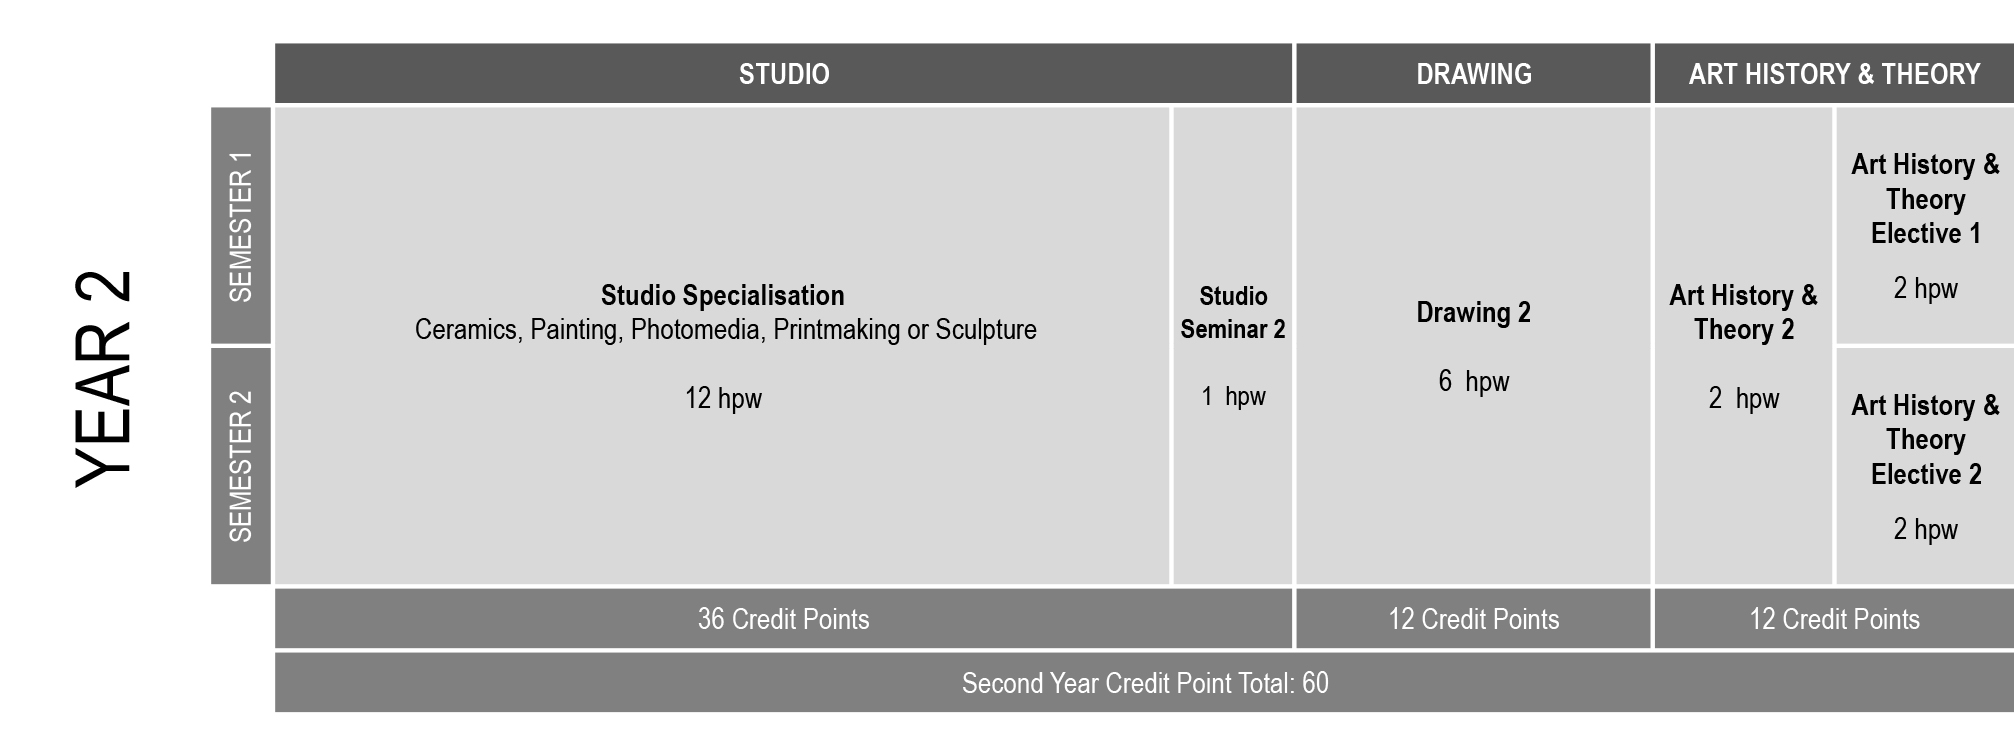 YEAR 2
STUDIO
DRAWING
ART HISTORY & THEORY
SEMESTER 1
SEMESTER 2
Studio Specialisation
Ceramics, Painting, Photomedia, Printmaking or Sculpture
12 hpw
Studio
Seminar 2
1 hpw
Drawing 2
6 hpw
Art History &
Theory 2
2 hpw
Art History &
Theory
Elective 1
2 hpw
Art History &
Theory
Elective 2
2 hpw
36 Credit Points
12 Credit Points
12 Credit Points
Second Year Credit Point Total: 60